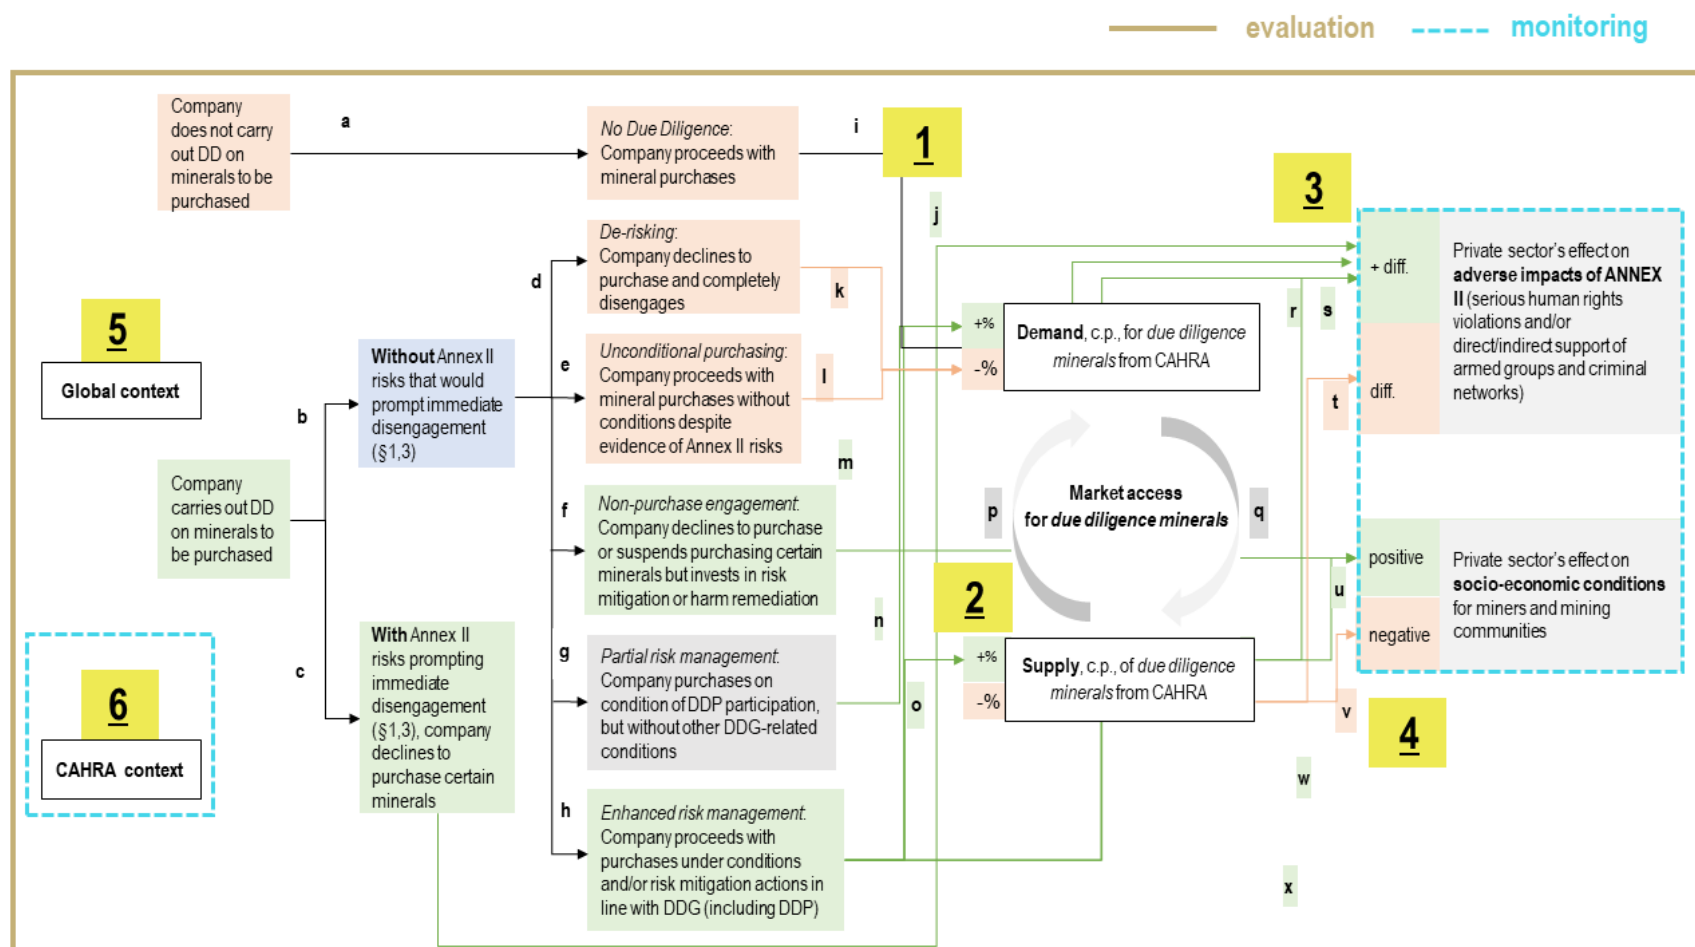 evaluation
monitoring
Company
does not carry
out DD on
minerals to be
purchased
a
No Due Diligence:
Company proceeds with
mineral purchases
i
1
j
3
De-risking:
Company declines to
purchase and completely
disengages
d
k
+ diff.
diff.
Private sector's effect on
adverse impacts of ANNEX
II (serious human rights
violations and/or
direct/indirect support of
armed groups and criminal
networks)
r
s
t
5
Global context
Without Annex II
risks that would
prompt immediate
disengagement
(§1,3)
b
e
Unconditional purchasing:
Company proceeds with
mineral purchases without
conditions despite
evidence of Annex II risks
l
+%
-%
Demand, c.p., for due diligence
minerals from CAHRA
m
Company
carries out DD
on minerals to
be purchased
f
Non-purchase engagement:
Company declines to purchase
or suspends purchasing certain
minerals but invests in risk
mitigation or harm remediation
p
Market access
for due diligence minerals
q
positive
negative
Private sector's effect on
socio-economic conditions
for miners and mining
communities
u
2
n
6
CAHRA context
c
With Annex II
risks prompting
immediate
disengagement
(§1,3), company
declines to
purchase certain
minerals
g
Partial risk management:
Company purchases on
condition of DDP participation,
but without other DDG-related
conditions
o
+%
-%
Supply, c.p., of due diligence
minerals from CAHRA
v
4
w
h
Enhanced risk management:
Company proceeds with
purchases under conditions
and/or risk mitigation actions in
line with DDG (including DDP)
x